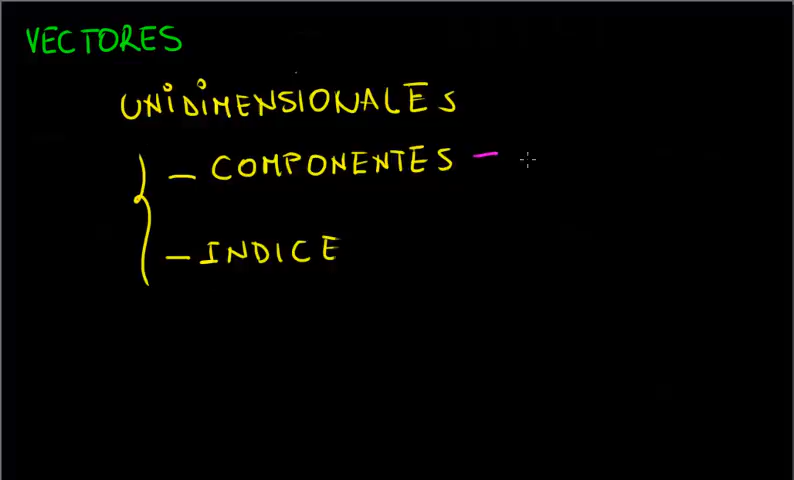 VECTORES
UNIDIMENSIONALES
- COMPONENTES -
- INDICE